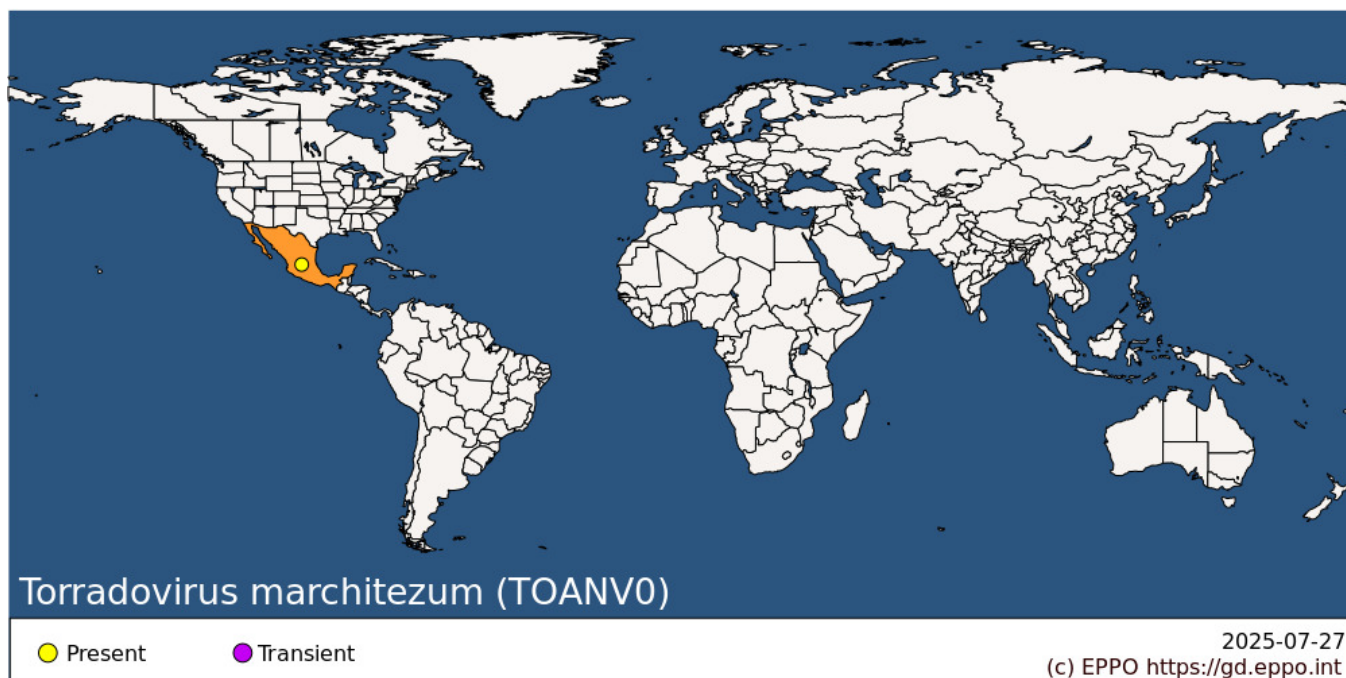 Torradovirus marchitezum (TOANV0)
Present
Transient
2025-07-27
(c) EPPO https://gd.eppo.int